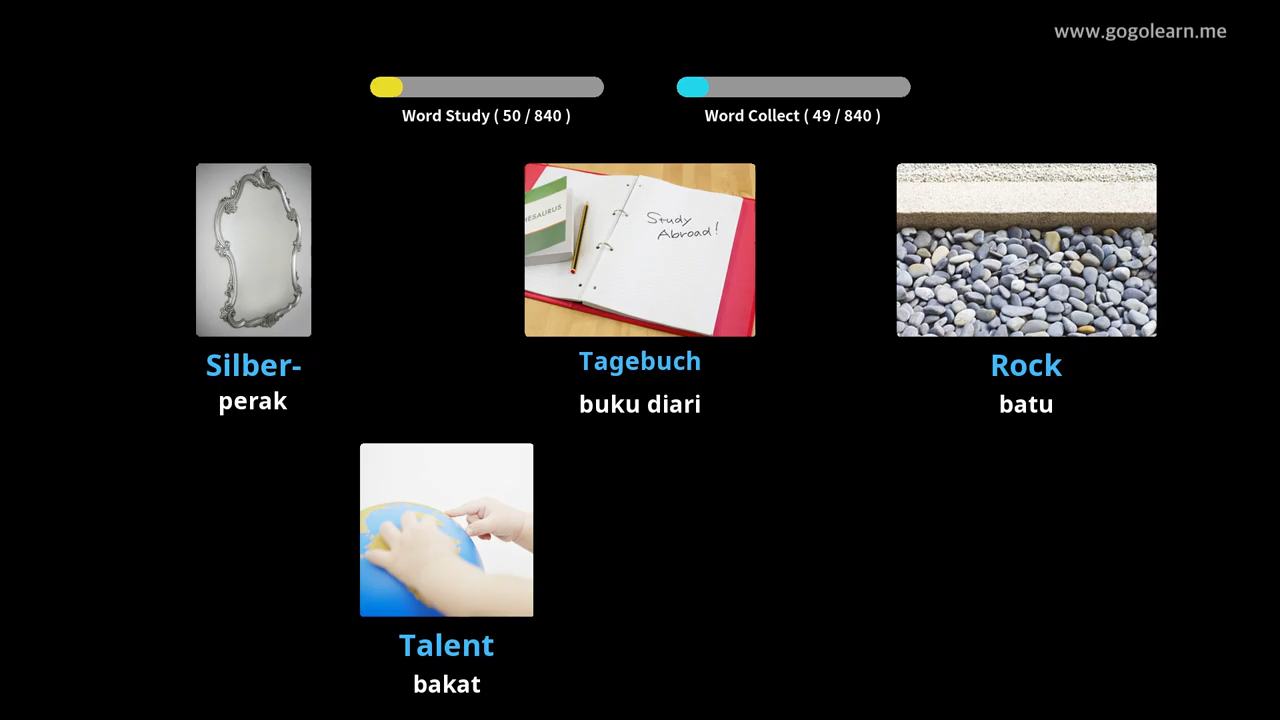 www.gogolearn.me
Word Study ( 50 / 840 )
Word Collect ( 49 / 840 )
HESAURUS
Study
Abroad!
Silber-
perak
Tagebuch
buku diari
Rock
batu
Talent
bakat